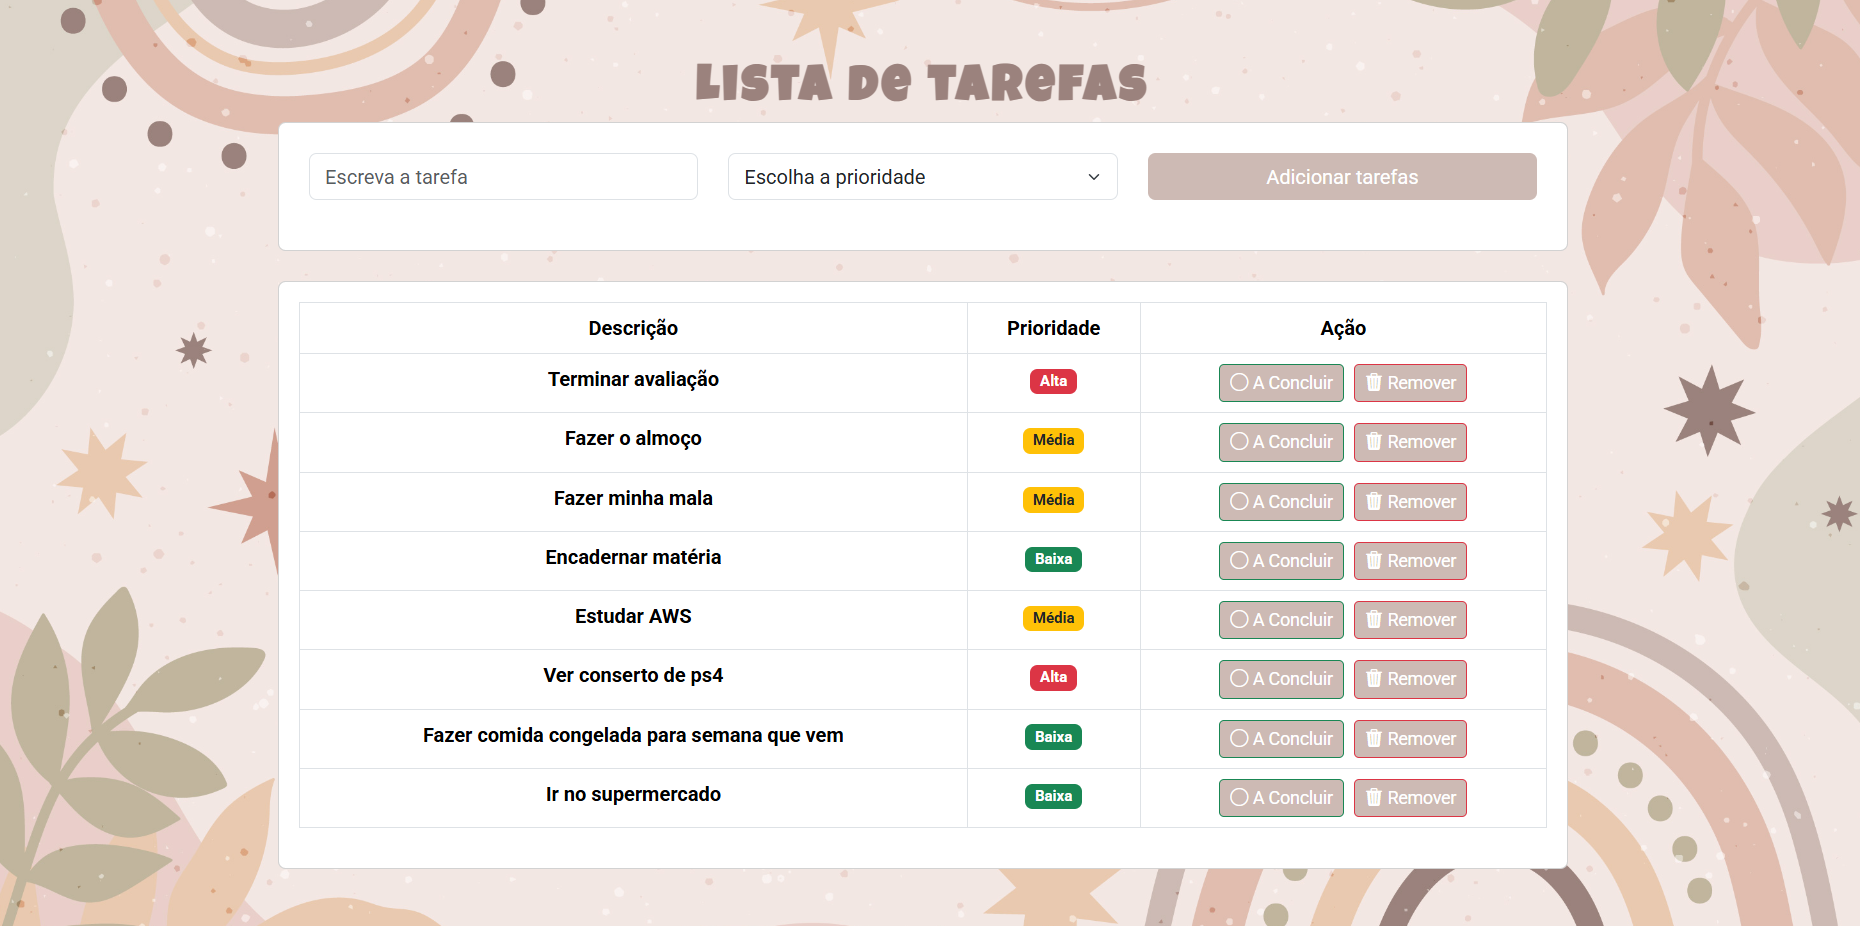 Lista de Tarefas
Escreva a tarefa
Escolha a prioridade
Adicionar tarefas
Descrição Prioridade Ação
Terminar avaliação Alta A Concluir Remover
Fazer o almoço Média A Concluir Remover
Fazer minha mala Média A Concluir Remover
Encadernar matéria Baixa A Concluir Remover
Estudar AWS Média A Concluir Remover
Ver conserto de ps4 Alta A Concluir Remover
Fazer comida congelada para semana que vem Baixa A Concluir Remover
Ir no supermercado Baixa A Concluir Remover